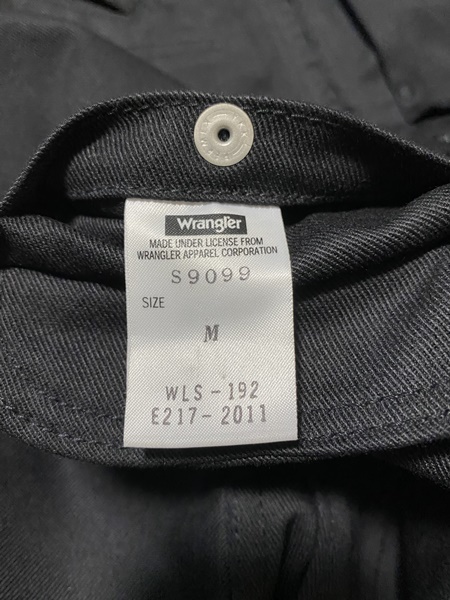 Wrangler
MADE UNDER LICENSE FROM
WRANGLER APPAREL CORPORATION
S9099
SIZE
M
WLS-192
E217-2011